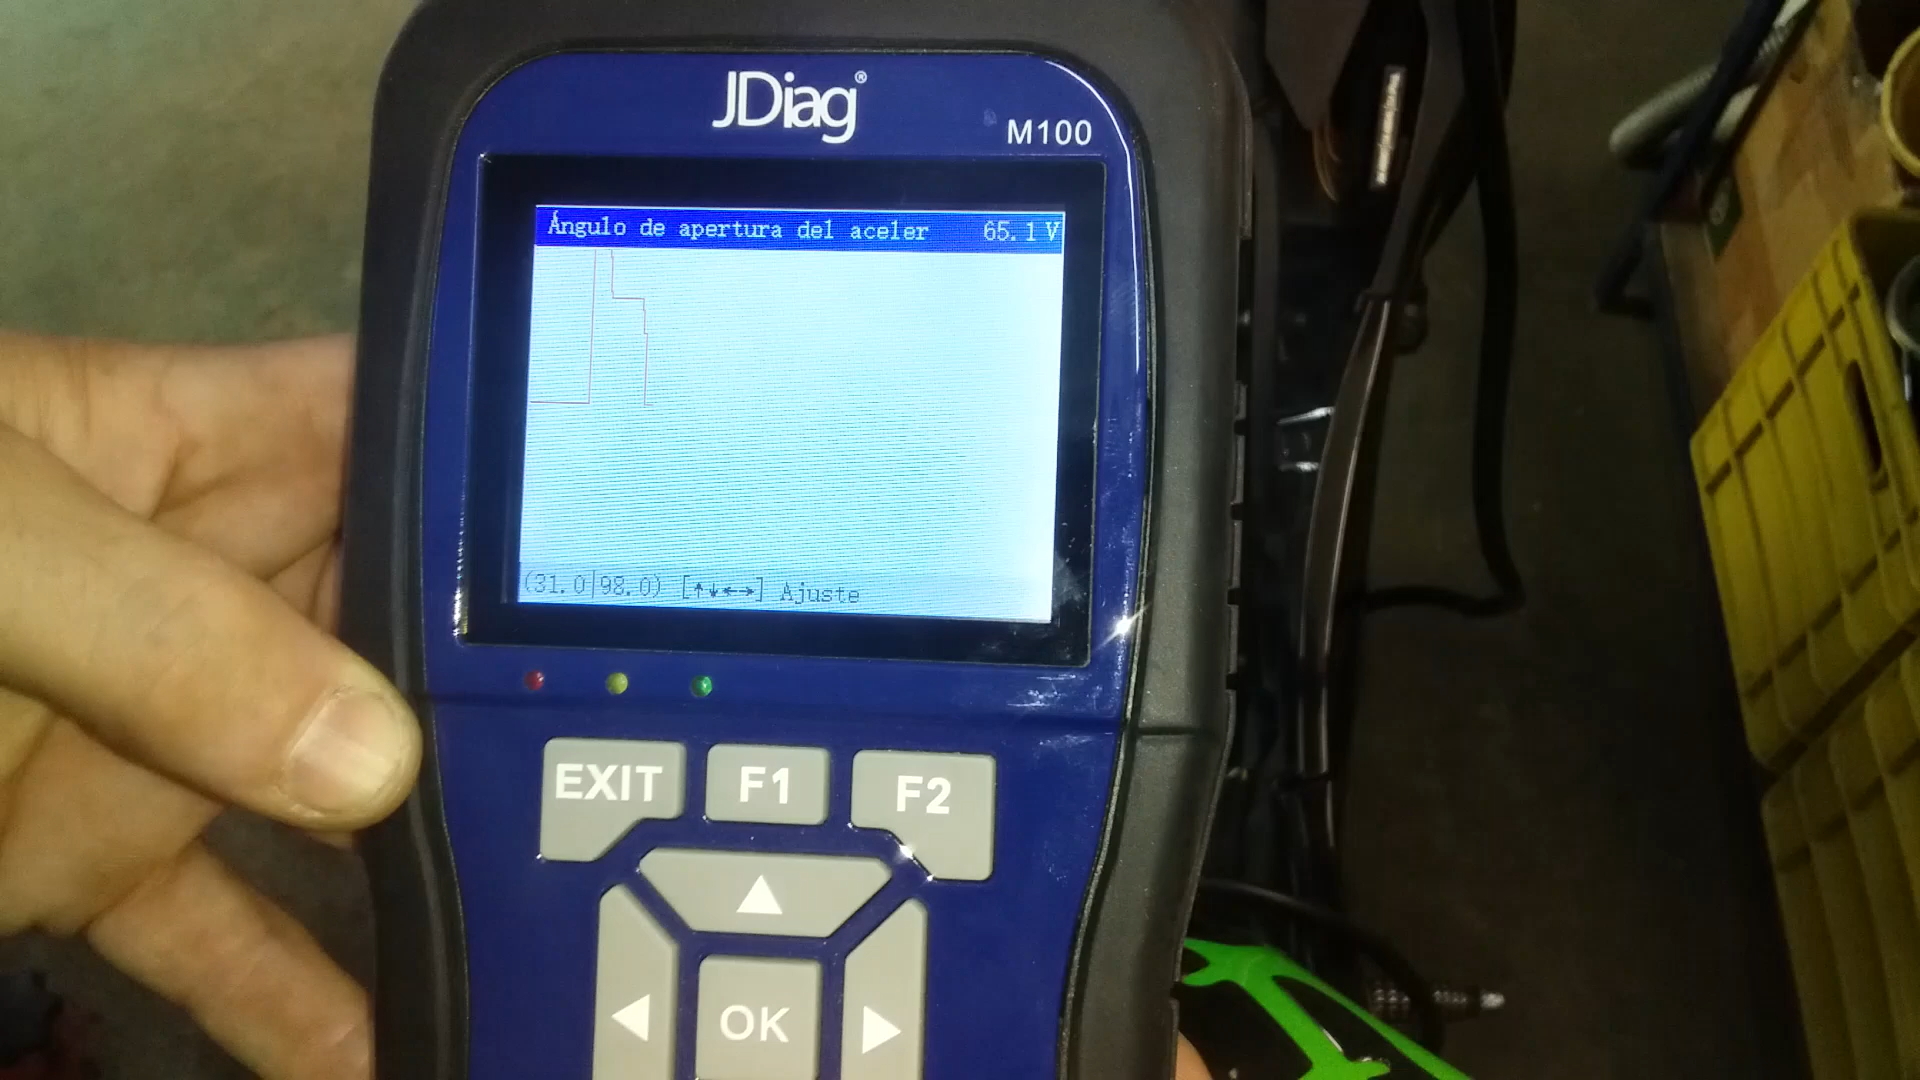 JDiag®
M100
Ángulo de apertura del aceler 65.1 V
(31.0|98.0) [↑↓←→] Ajuste
EXIT F1 F2
OK